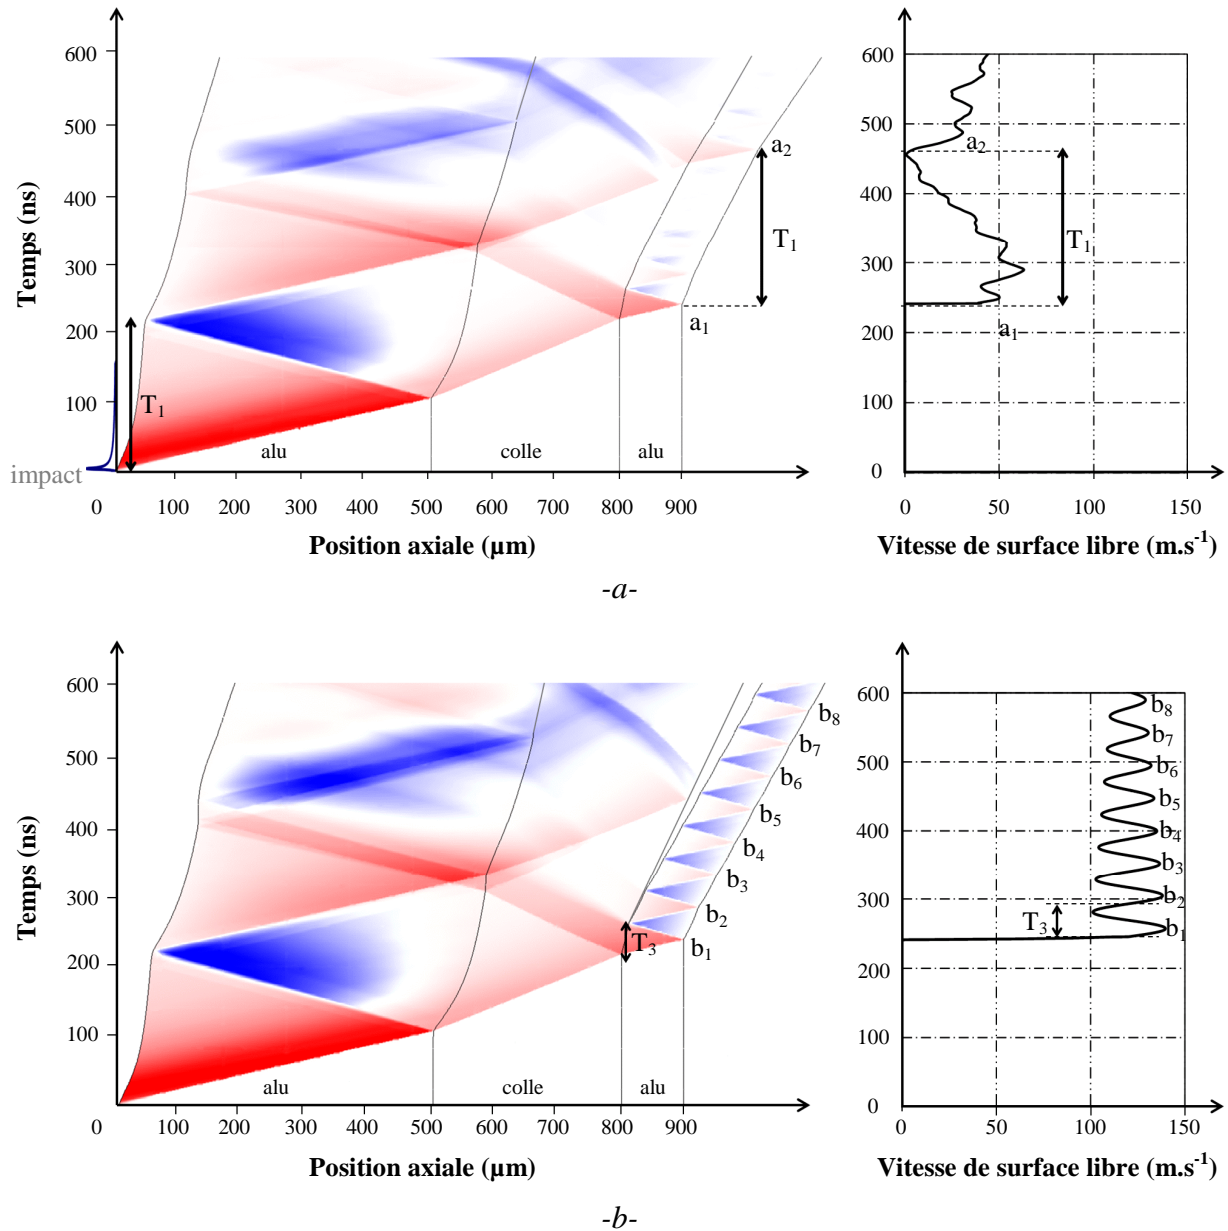 600
500
400
300
200
100
Temps (ns)
impact
T1
alu
colle
alu
a1
a2
T1
0 100 200 300 400 500 600 700 800 900
Position axiale (µm)
600
500
400
300
200
100
0
a2
T1
a1
0 50 100 150
Vitesse de surface libre (m.s-1)
-a-
600
500
400
300
200
100
Temps (ns)
alu
colle
alu
T3
b8
b7
b6
b5
b4
b3
b2
b1
0 100 200 300 400 500 600 700 800 900
Position axiale (µm)
600
500
400
300
200
100
0
b8
b7
b6
b5
b4
b3
b2
b1
T3
0 50 100 150
Vitesse de surface libre (m.s-1)
-b-